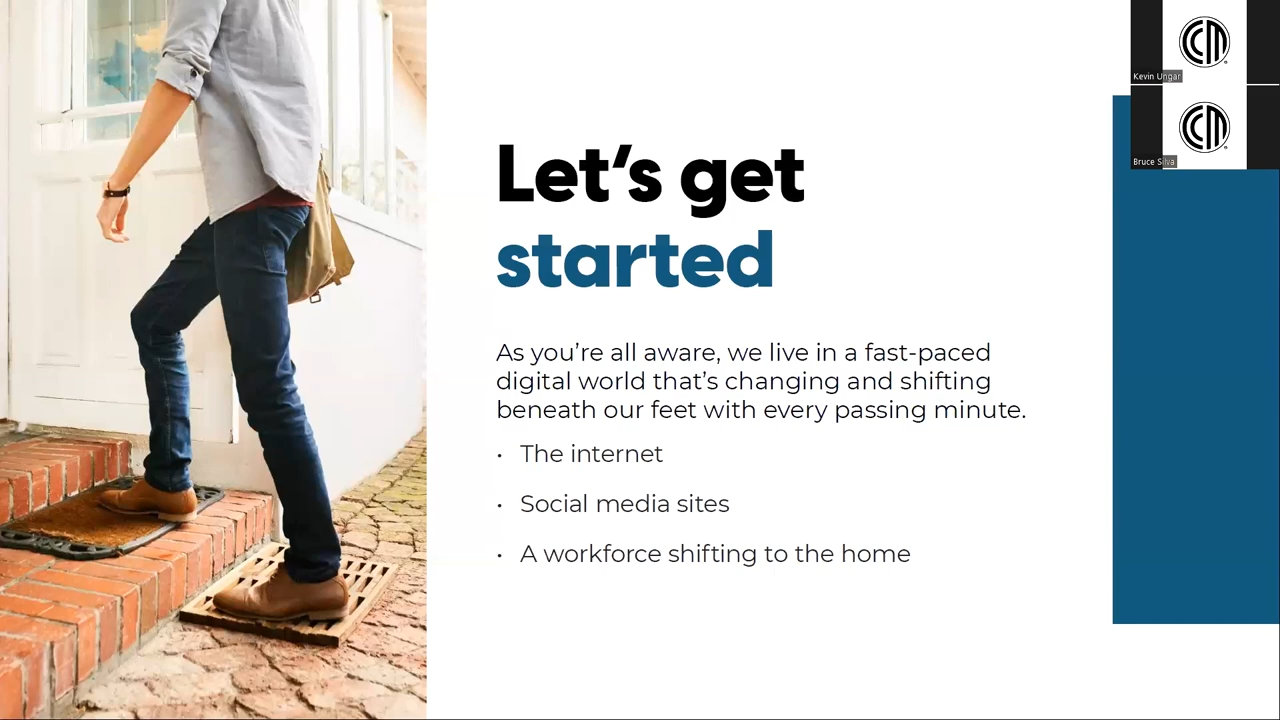 Let's get
started
As you're all aware, we live in a fast-paced
digital world that's changing and shifting
beneath our feet with every passing minute.
• The internet
• Social media sites
• A workforce shifting to the home
CM
Kevin Ungar
CM
Bruce Silva